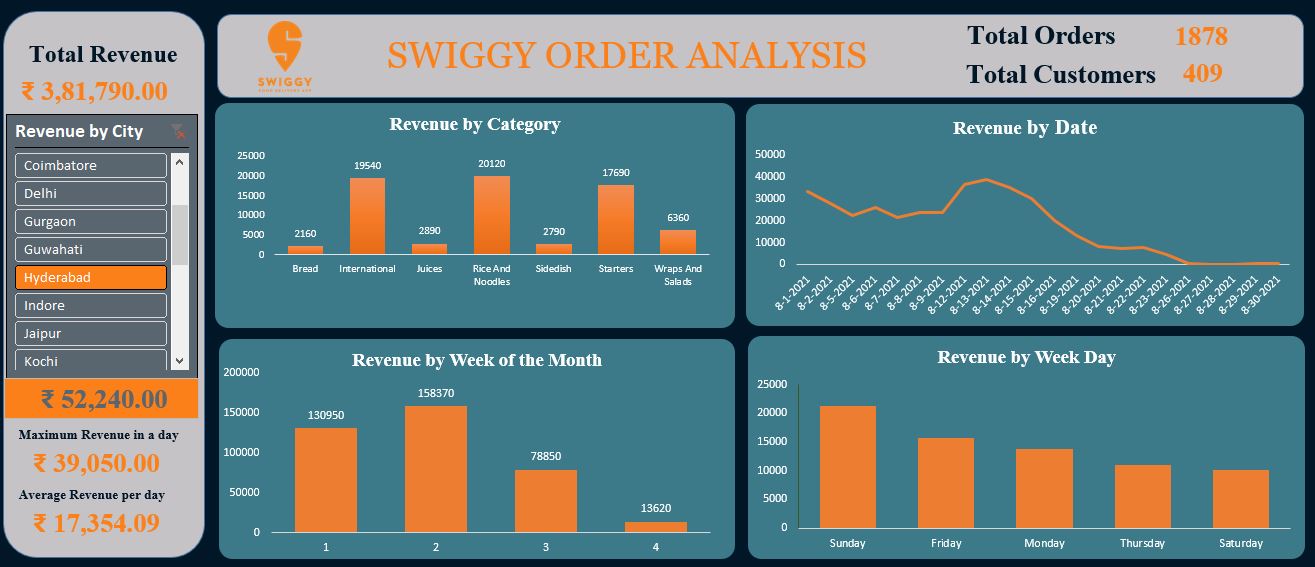 Total Revenue
₹ 3,81,790.00
Revenue by City
Coimbatore
Delhi
Gurgaon
Guwahati
Hyderabad
Indore
Jaipur
Kochi
₹ 52,240.00
Maximum Revenue in a day
₹ 39,050.00
Average Revenue per day
₹ 17,354.09
SWIGGY
FOOD DELIVERY APP
SWIGGY ORDER ANALYSIS
Total Orders 1878
Total Customers 409
Revenue by Category
25000
20000
15000
10000
5000
0
2160
19540
2890
20120
2790
17690
6360
Bread
International
Juices
Rice And
Noodles
Sidedish
Starters
Wraps And
Salads
Revenue by Date
50000
40000
30000
20000
10000
0
8-1-2021
8-2-2021
8-5-2021
8-6-2021
8-7-2021
8-8-2021
8-9-2021
8-12-2021
8-13-2021
8-14-2021
8-15-2021
8-16-2021
8-19-2021
8-20-2021
8-21-2021
8-22-2021
8-23-2021
8-26-2021
8-27-2021
8-28-2021
8-29-2021
8-30-2021
Revenue by Week of the Month
200000
150000
100000
50000
0
130950
158370
78850
13620
1
2
3
4
Revenue by Week Day
25000
20000
15000
10000
5000
0
Sunday
Friday
Monday
Thursday
Saturday